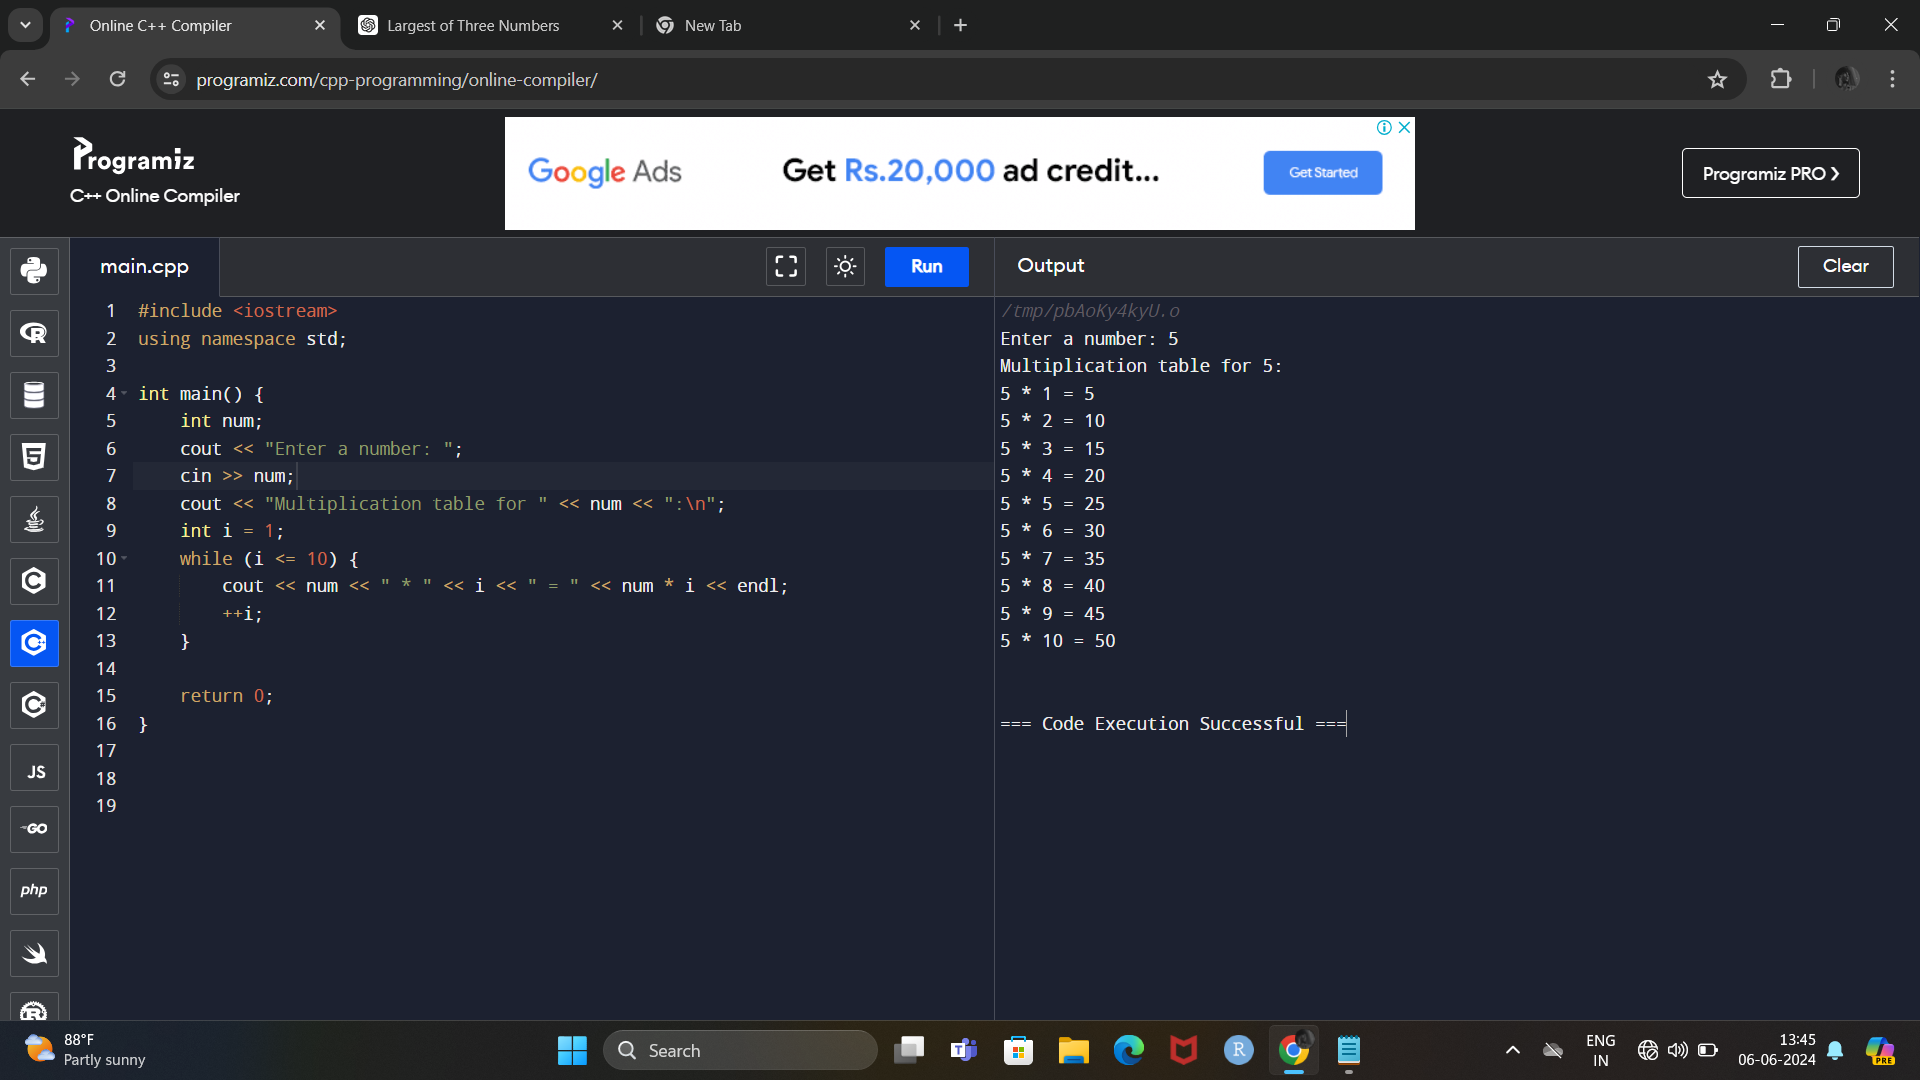 Online C++ Compiler
Largest of Three Numbers
New Tab
programiz.com/cpp-programming/online-compiler/
Programiz
C++ Online Compiler
Google Ads
Get Rs.20,000 ad credit...
Get Started
Programiz PRO ❯
main.cpp
Run
Output
Clear
1 #include <iostream>
2 using namespace std;
3
4 int main() {
5 int num;
6 cout << "Enter a number: ";
7 cin >> num;
8 cout << "Multiplication table for " << num << ":\n";
9 int i = 1;
10 while (i <= 10) {
11 cout << num << " * " << i << " = " << num * i << endl;
12 ++i;
13 }
14
15 return 0;
16 }
17
18
19
/tmp/pbAoKy4kyU.o
Enter a number: 5
Multiplication table for 5:
5 * 1 = 5
5 * 2 = 10
5 * 3 = 15
5 * 4 = 20
5 * 5 = 25
5 * 6 = 30
5 * 7 = 35
5 * 8 = 40
5 * 9 = 45
5 * 10 = 50
=== Code Execution Successful ===
JS
GO
php
88°F
Partly sunny
Search
R
ENG
IN
13:45
06-06-2024
PRE